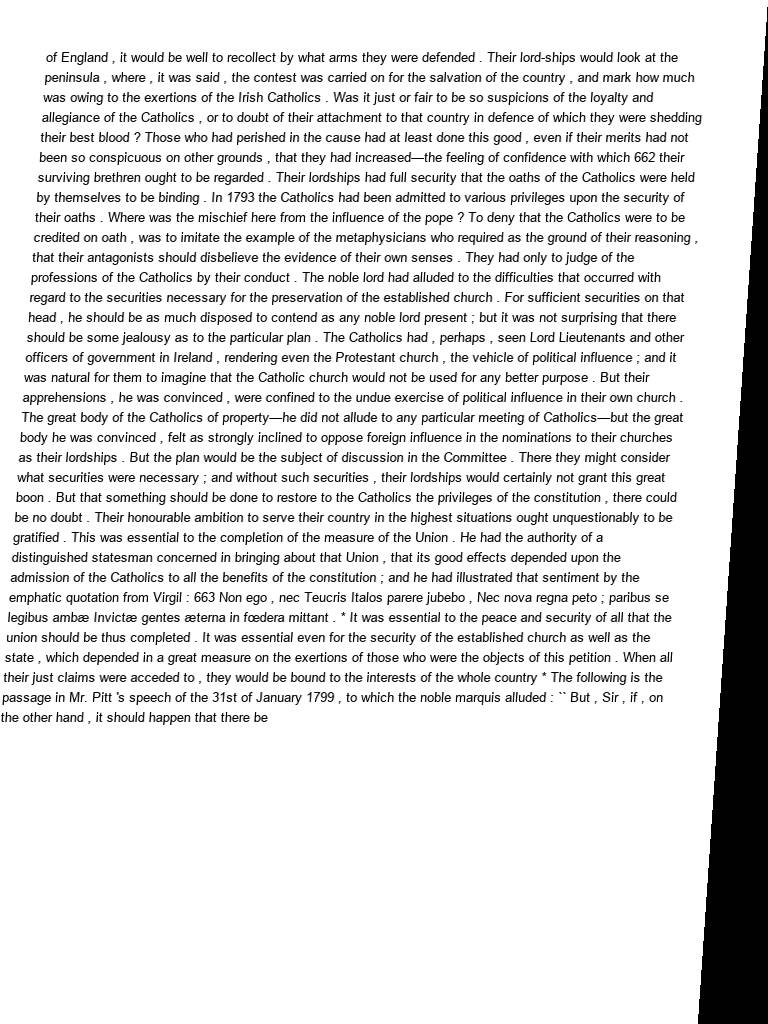 of England , it would be well to recollect by what arms they were defended . Their lord-ships would look at the
peninsula , where , it was said , the contest was carried on for the salvation of the country , and mark how much
was owing to the exertions of the Irish Catholics . Was it just or fair to be so suspicions of the loyalty and
allegiance of the Catholics , or to doubt of their attachment to that country in defence of which they were shedding
their best blood ? Those who had perished in the cause had at least done this good , even if their merits had not
been so conspicuous on other grounds , that they had increased—the feeling of confidence with which 662 their
surviving brethren ought to be regarded . Their lordships had full security that the oaths of the Catholics were held
by themselves to be binding . In 1793 the Catholics had been admitted to various privileges upon the security of
their oaths . Where was the mischief here from the influence of the pope ? To deny that the Catholics were to be
credited on oath , was to imitate the example of the metaphysicians who required as the ground of their reasoning ,
that their antagonists should disbelieve the evidence of their own senses . They had only to judge of the
professions of the Catholics by their conduct . The noble lord had alluded to the difficulties that occurred with
regard to the securities necessary for the preservation of the established church . For sufficient securities on that
head , he should be as much disposed to contend as any noble lord present ; but it was not surprising that there
should be some jealousy as to the particular plan . The Catholics had , perhaps , seen Lord Lieutenants and other
officers of government in Ireland , rendering even the Protestant church , the vehicle of political influence ; and it
was natural for them to imagine that the Catholic church would not be used for any better purpose . But their
apprehensions , he was convinced , were confined to the undue exercise of political influence in their own church .
The great body of the Catholics of property—he did not allude to any particular meeting of Catholics—but the great
body he was convinced , felt as strongly inclined to oppose foreign influence in the nominations to their churches
as their lordships . But the plan would be the subject of discussion in the Committee . There they might consider
what securities were necessary ; and without such securities , their lordships would certainly not grant this great
boon . But that something should be done to restore to the Catholics the privileges of the constitution , there could
be no doubt . Their honourable ambition to serve their country in the highest situations ought unquestionably to be
gratified . This was essential to the completion of the measure of the Union . He had the authority of a
distinguished statesman concerned in bringing about that Union , that its good effects depended upon the
admission of the Catholics to all the benefits of the constitution ; and he had illustrated that sentiment by the
emphatic quotation from Virgil : 663 Non ego , nec Teucris Italos parere jubebo , Nec nova regna peto ; paribus se
legibus ambæ Invictæ gentes æterna in fœdera mittant . * It was essential to the peace and security of all that the
union should be thus completed . It was essential even for the security of the established church as well as the
state , which depended in a great measure on the exertions of those who were the objects of this petition . When all
their just claims were acceded to , they would be bound to the interests of the whole country * The following is the
passage in Mr. Pitt 's speech of the 31st of January 1799 , to which the noble marquis alluded : `` But , Sir , if , on
the other hand , it should happen that there be